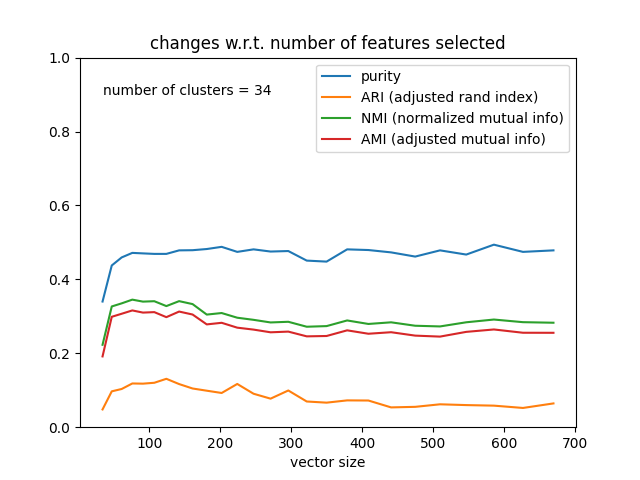 changes w.r.t. number of features selected
number of clusters = 34
purity
ARI (adjusted rand index)
NMI (normalized mutual info)
AMI (adjusted mutual info)
1.0
0.8
0.6
0.4
0.2
0.0
100 200 300 400 500 600 700
vector size